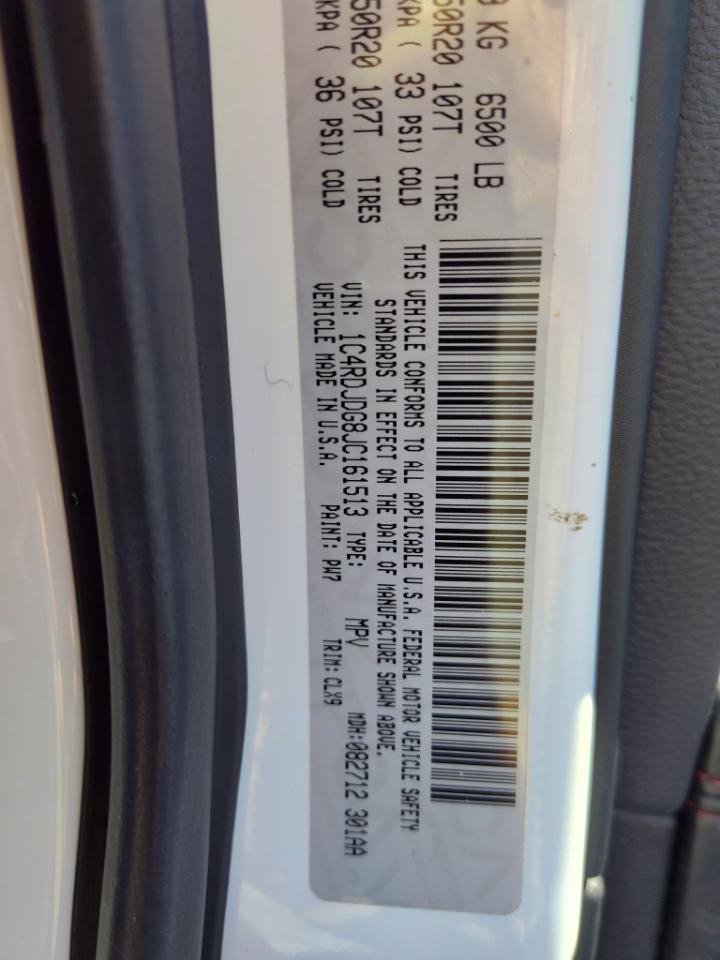 8 KG 6500 LB
50R20 107T TIRES
KPA ( 33 PSI) COLD
50R20 107T TIRES
KPA ( 36 PSI) COLD
THIS VEHICLE CONFORMS TO ALL APPLICABLE U.S.A. FEDERAL MOTOR VEHICLE SAFETY
STANDARDS IN EFFECT ON THE DATE OF MANUFACTURE SHOWN ABOVE.
VIN: 1C4RDJDG8JC161513 TYPE: MPV MDH:082712 301AA
VEHICLE MADE IN U.S.A. PAINT: PW7 TRIM: CLX9